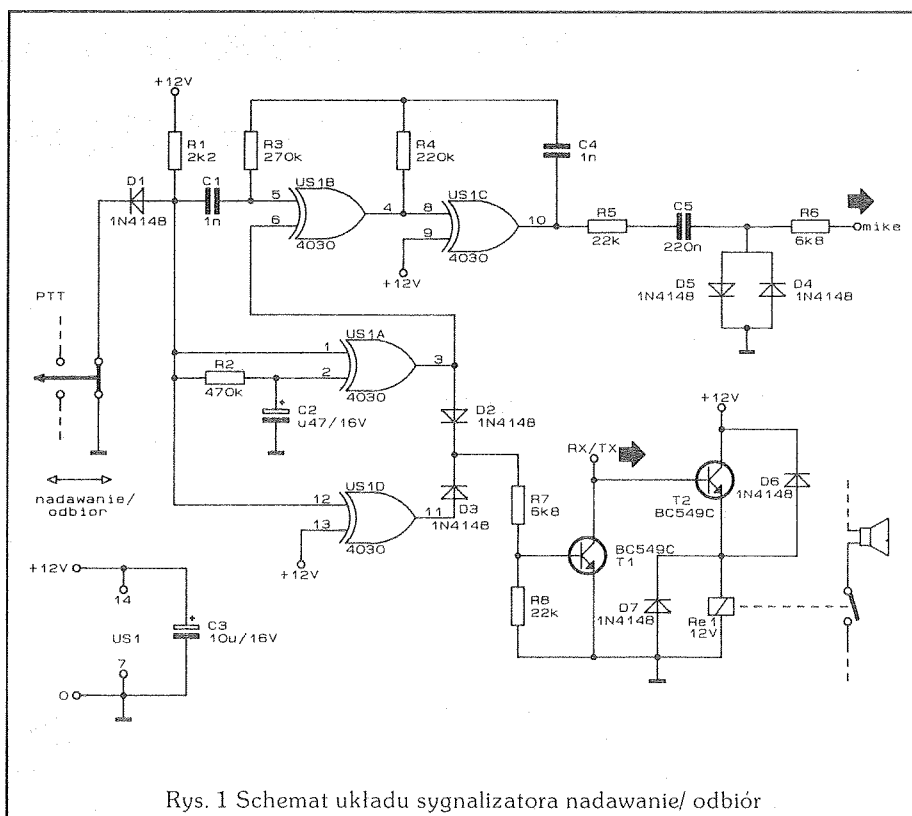 +12V
R1
2k2
R3
270k
R4
220k
C4
1n
D1
1N4148
C1
1n
5
6
US1B
4
4030
8
9
US1C
10
4030
+12V
R5
22k
C5
220n
R6
6k8
mike
D5
1N4148
D4
1N4148
PTT
nadawanie/
odbior
1
2
US1A
3
4030
R2
470k
C2
u47/16V
+
D2
1N4148
12
13
US1D
11
4030
+12V
D3
1N4148
R7
6k8
R8
22k
RX/TX
BC549C
T1
+12V
T2
BC549C
D6
1N4148
D7
1N4148
Re1
12V
+12V
14
US1
7
0
+
C3
10u/16V
Rys. 1 Schemat układu sygnalizatora nadawanie/ odbiór